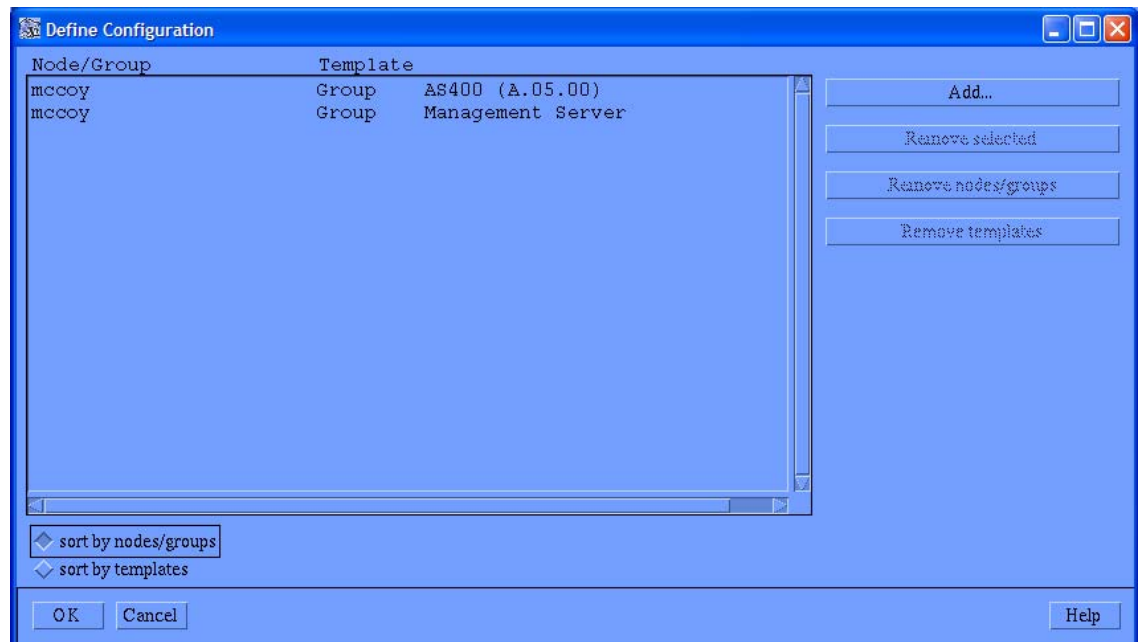 Define Configuration
Node/Group Template
mccoy Group AS400 (A.05.00)
mccoy Group Management Server
Add...
Remove selected
Remove nodes/groups
Remove templates
sort by nodes/groups
sort by templates
OK Cancel Help